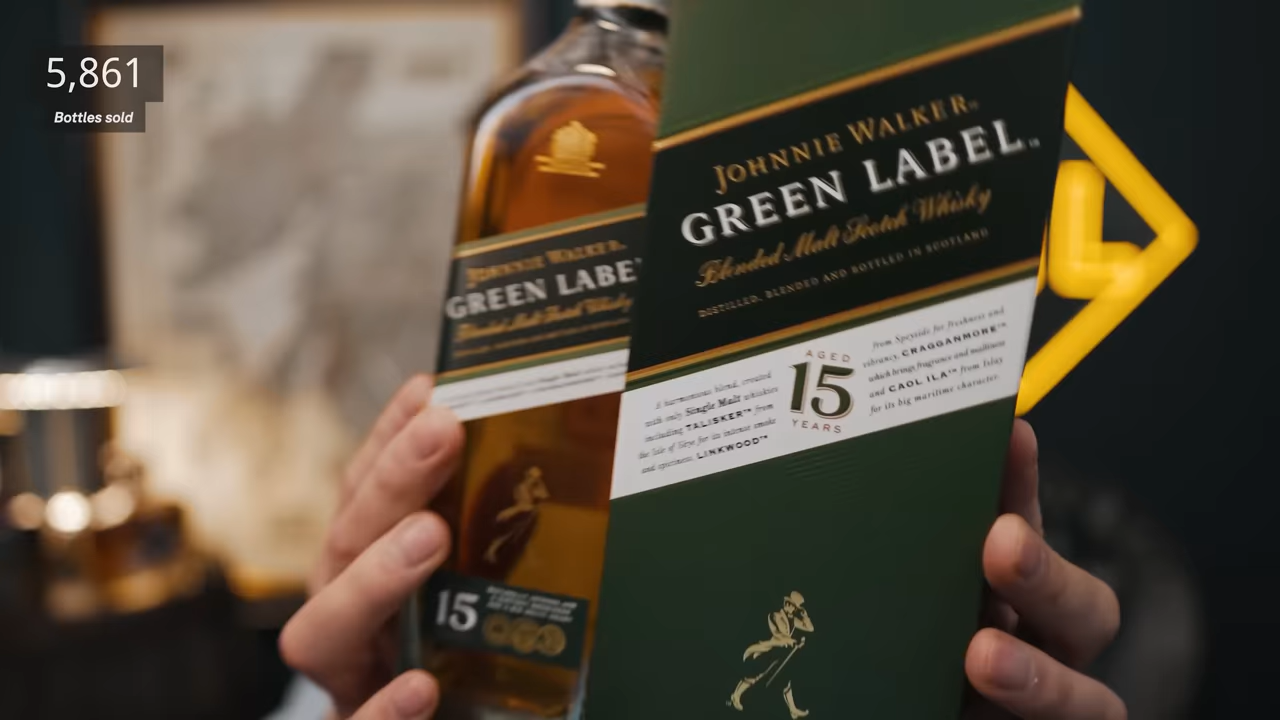 5,861
Bottles sold
JOHNNIE WALKER
GREEN LABE
15
JOHNNIE WALKER
GREEN LABEL
Blended Malt Scotch Whisky
DISTILLED, BLENDED AND BOTTLED IN SCOTLAND
A harmonious blend, created
with only Single Malt whiskies
including TALISKER™ from
the Isle of Skye for its intense smoke
and spiciness, LINKWOOD™
AGED
15
YEARS
from Speyside for freshness and
vibrancy, CRAGGANMORE™
which brings fragrance and maltiness
and CAOL ILA™ from Islay
for its big maritime character.